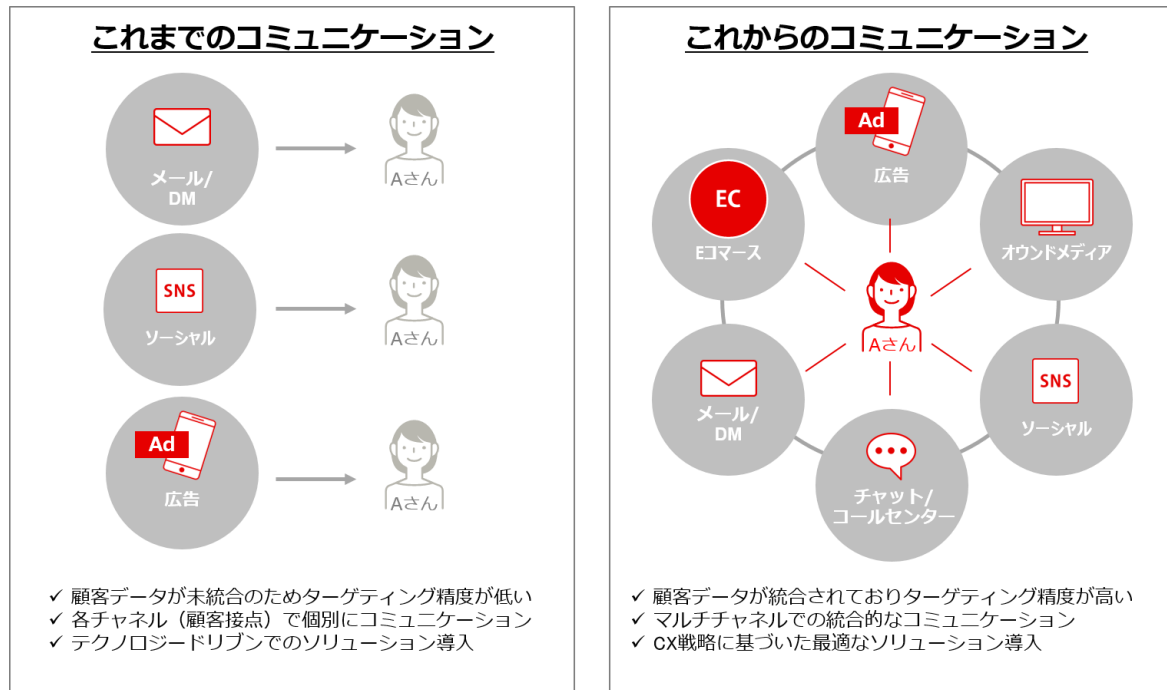 これまでのコミュニケーション
メール/
DM
Aさん
SNS
ソーシャル
Aさん
Ad
広告
Aさん
✓ 顧客データが未統合のためターゲティング精度が低い
✓ 各チャネル（顧客接点）で個別にコミュニケーション
✓ テクノロジードリブンでのソリューション導入
これからのコミュニケーション
Ad
広告
EC
Eコマース
オウンドメディア
Aさん
メール/
DM
SNS
ソーシャル
チャット/
コールセンター
✓ 顧客データが統合されておりターゲティング精度が高い
✓ マルチチャネルでの統合的なコミュニケーション
✓ CX戦略に基づいた最適なソリューション導入